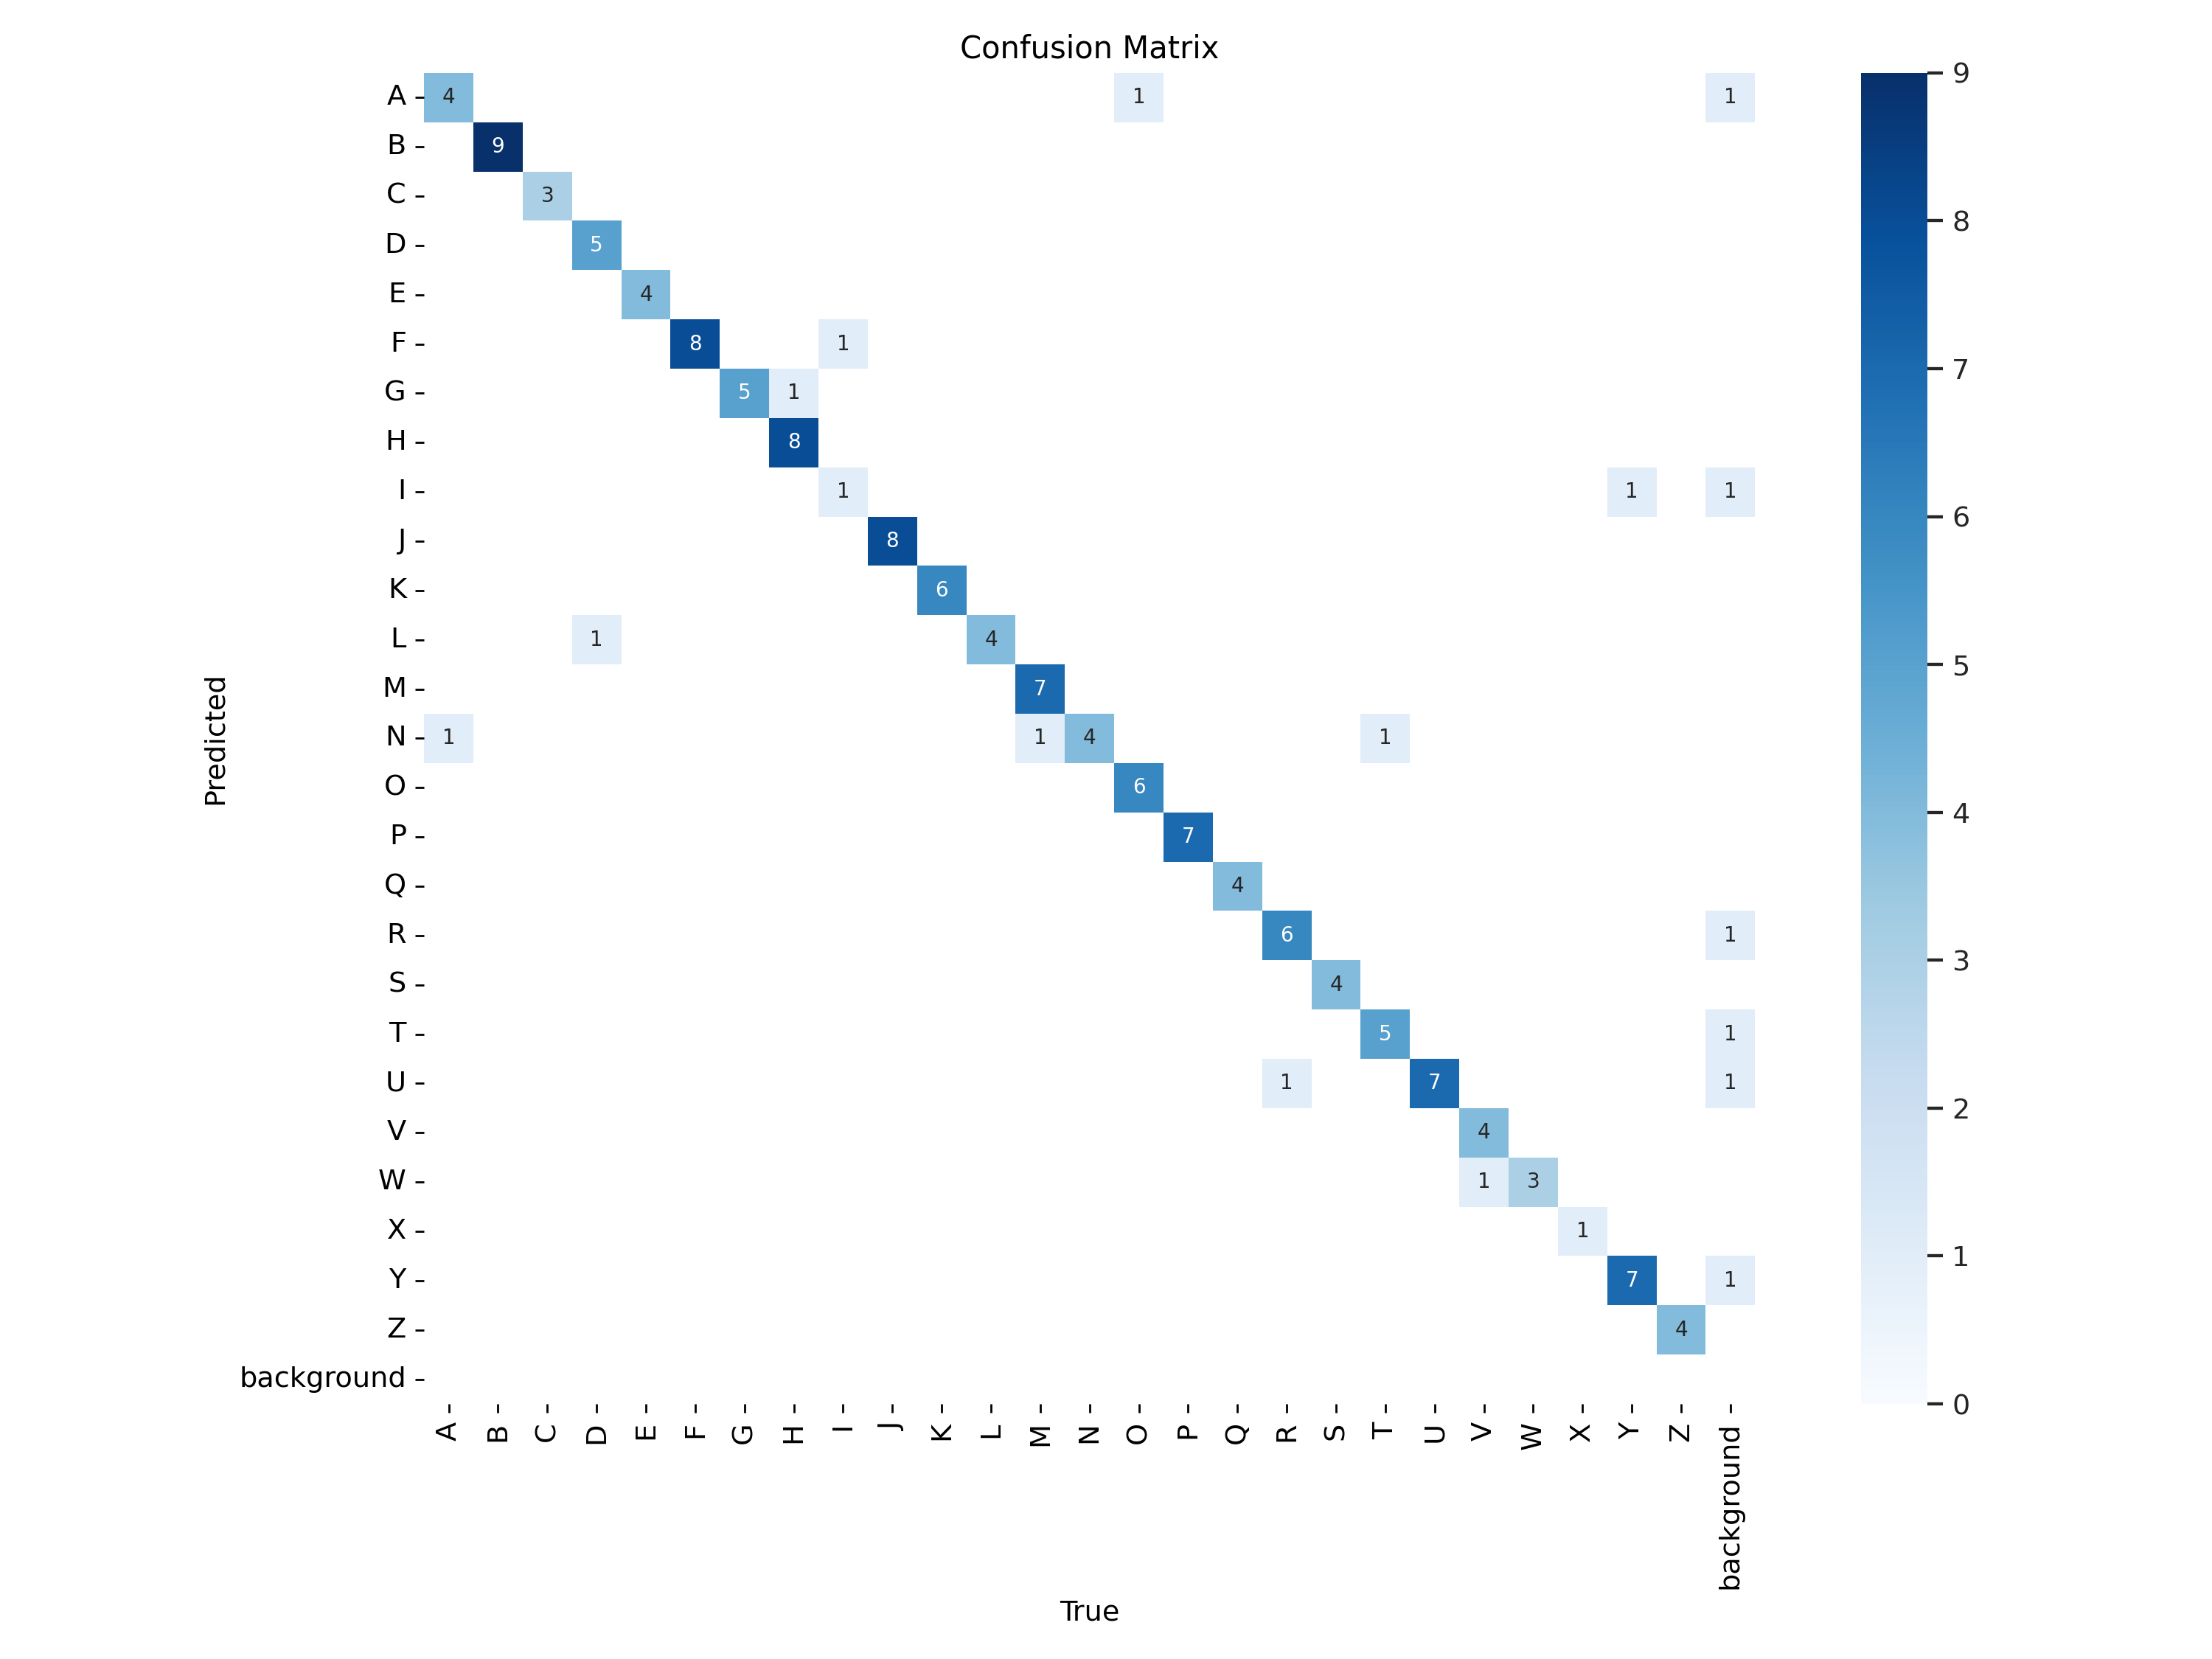 Confusion Matrix
A 4 1 1
B 9
C 3
D 5
E 4
F 8 1
G 5 1
H 8
I 1 1 1
J 8
K 6
L 1 4
M 7
N 1 1 4 1
O 6
P 7
Q 4
R 6 1
S 4
T 5 1
U 1 7 1
V 4
W 1 3
X 1
Y 7 1
Z 4
background
A B C D E F G H I J K L M N O P Q R S T U V W X Y Z background
Predicted
True
9
8
7
6
5
4
3
2
1
0